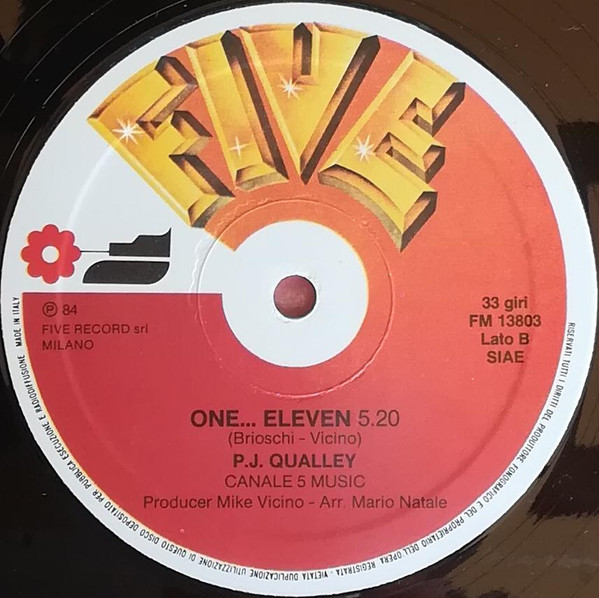 FIVE
℗ 84
FIVE RECORD srl
MILANO
33 giri
FM 13803
Lato B
SIAE
ONE... ELEVEN 5.20
(Brioschi - Vicino)
P.J. QUALLEY
CANALE 5 MUSIC
Producer Mike Vicino - Arr. Mario Natale
RISERVATI TUTTI I DIRITTI DEL PRODUTTORE FONOGRAFICO E DEL PROPRIETARIO DELL'OPERA REGISTRATA - VIETATA DUPLICAZIONE UTILIZZAZIONE DI QUESTO DISCO DEPOSITATO PER PUBBLICA ESECUZIONE E RADIODIFFUSIONE MADE IN ITALY